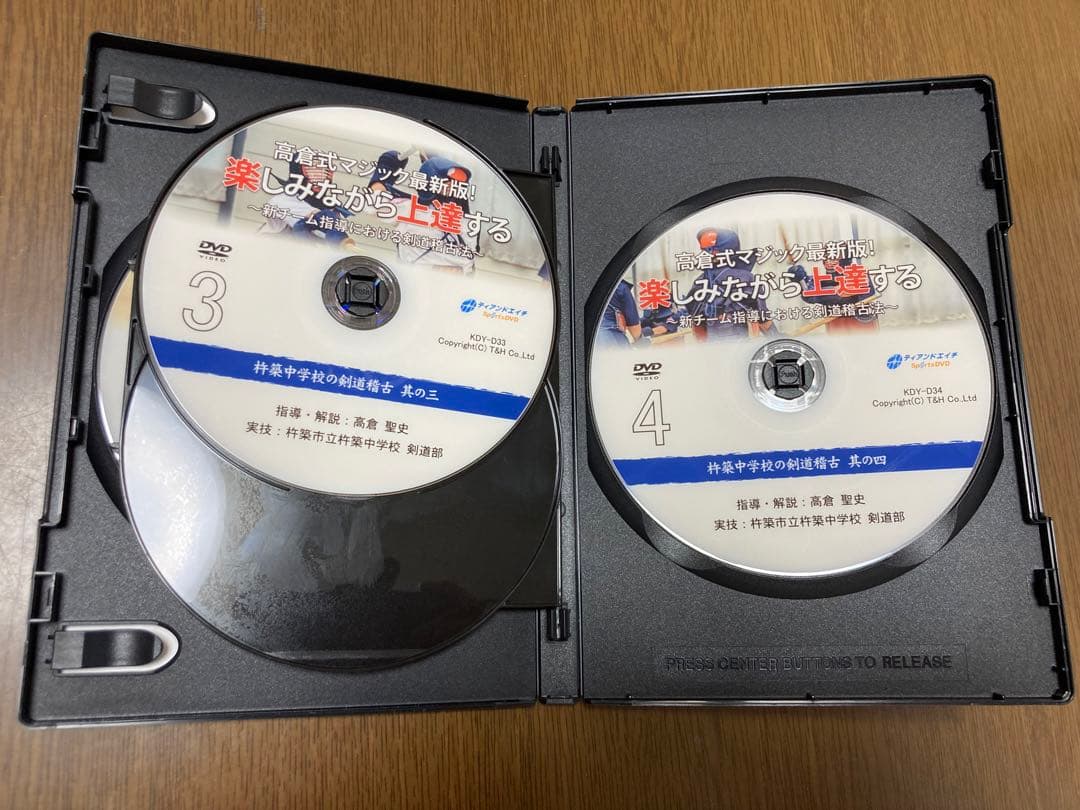 高倉式マジック最新版!
楽しみながら上達する
~新チーム指導における剣道稽古法~
DVD
VIDEO
3
ティアンドエイチ
SportsDVD
KDY-D33
Copyright(C) T&H Co.,Ltd
杵築中学校の剣道稽古 其の三
指導・解説:高倉 聖史
実技:杵築市立杵築中学校 剣道部
高倉式マジック最新版!
楽しみながら上達する
~新チーム指導における剣道稽古法~
DVD
VIDEO
4
ティアンドエイチ
SportsDVD
KDY-D34
Copyright(C) T&H Co.,Ltd
杵築中学校の剣道稽古 其の四
指導・解説:高倉 聖史
実技:杵築市立杵築中学校 剣道部
PRESS CENTER BUTTONS TO RELEASE